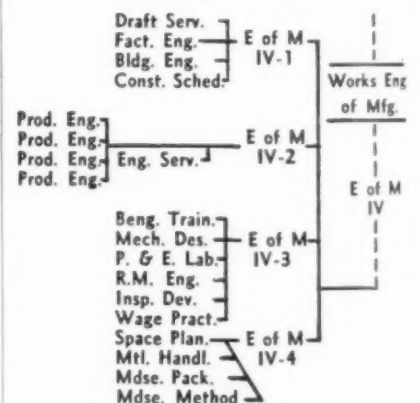 Draft Serv.
Fact. Eng.
Bldg. Eng.
Const. Sched.
E of M
IV-1
Works Eng
of Mfg.
Prod. Eng.
Prod. Eng.
Prod. Eng.
Prod. Eng.
Eng. Serv.
E of M
IV-2
E of M
IV
Beng. Train.
Mech. Des.
P. & E. Lab.
R.M. Eng.
Insp. Dev.
Wage Pract.
E of M
IV-3
Space Plan.
Mtl. Handl.
Mdse. Pack.
Mdse. Method
E of M
IV-4